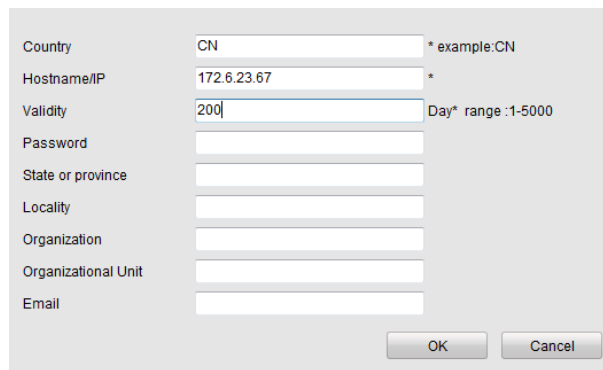 Country CN * example:CN
Hostname/IP 172.6.23.67 *
Validity 200 Day* range :1-5000
Password
State or province
Locality
Organization
Organizational Unit
Email
OK Cancel